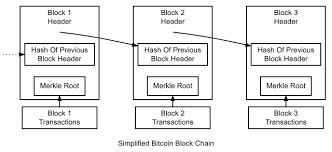 Block 1
Header
Hash Of Previous
Block Header
Merkle Root
Block 1
Transactions
Block 2
Header
Hash Of Previous
Block Header
Merkle Root
Block 2
Transactions
Block 3
Header
Hash Of Previous
Block Header
Merkle Root
Block 3
Transactions
Simplified Bitcoin Block Chain